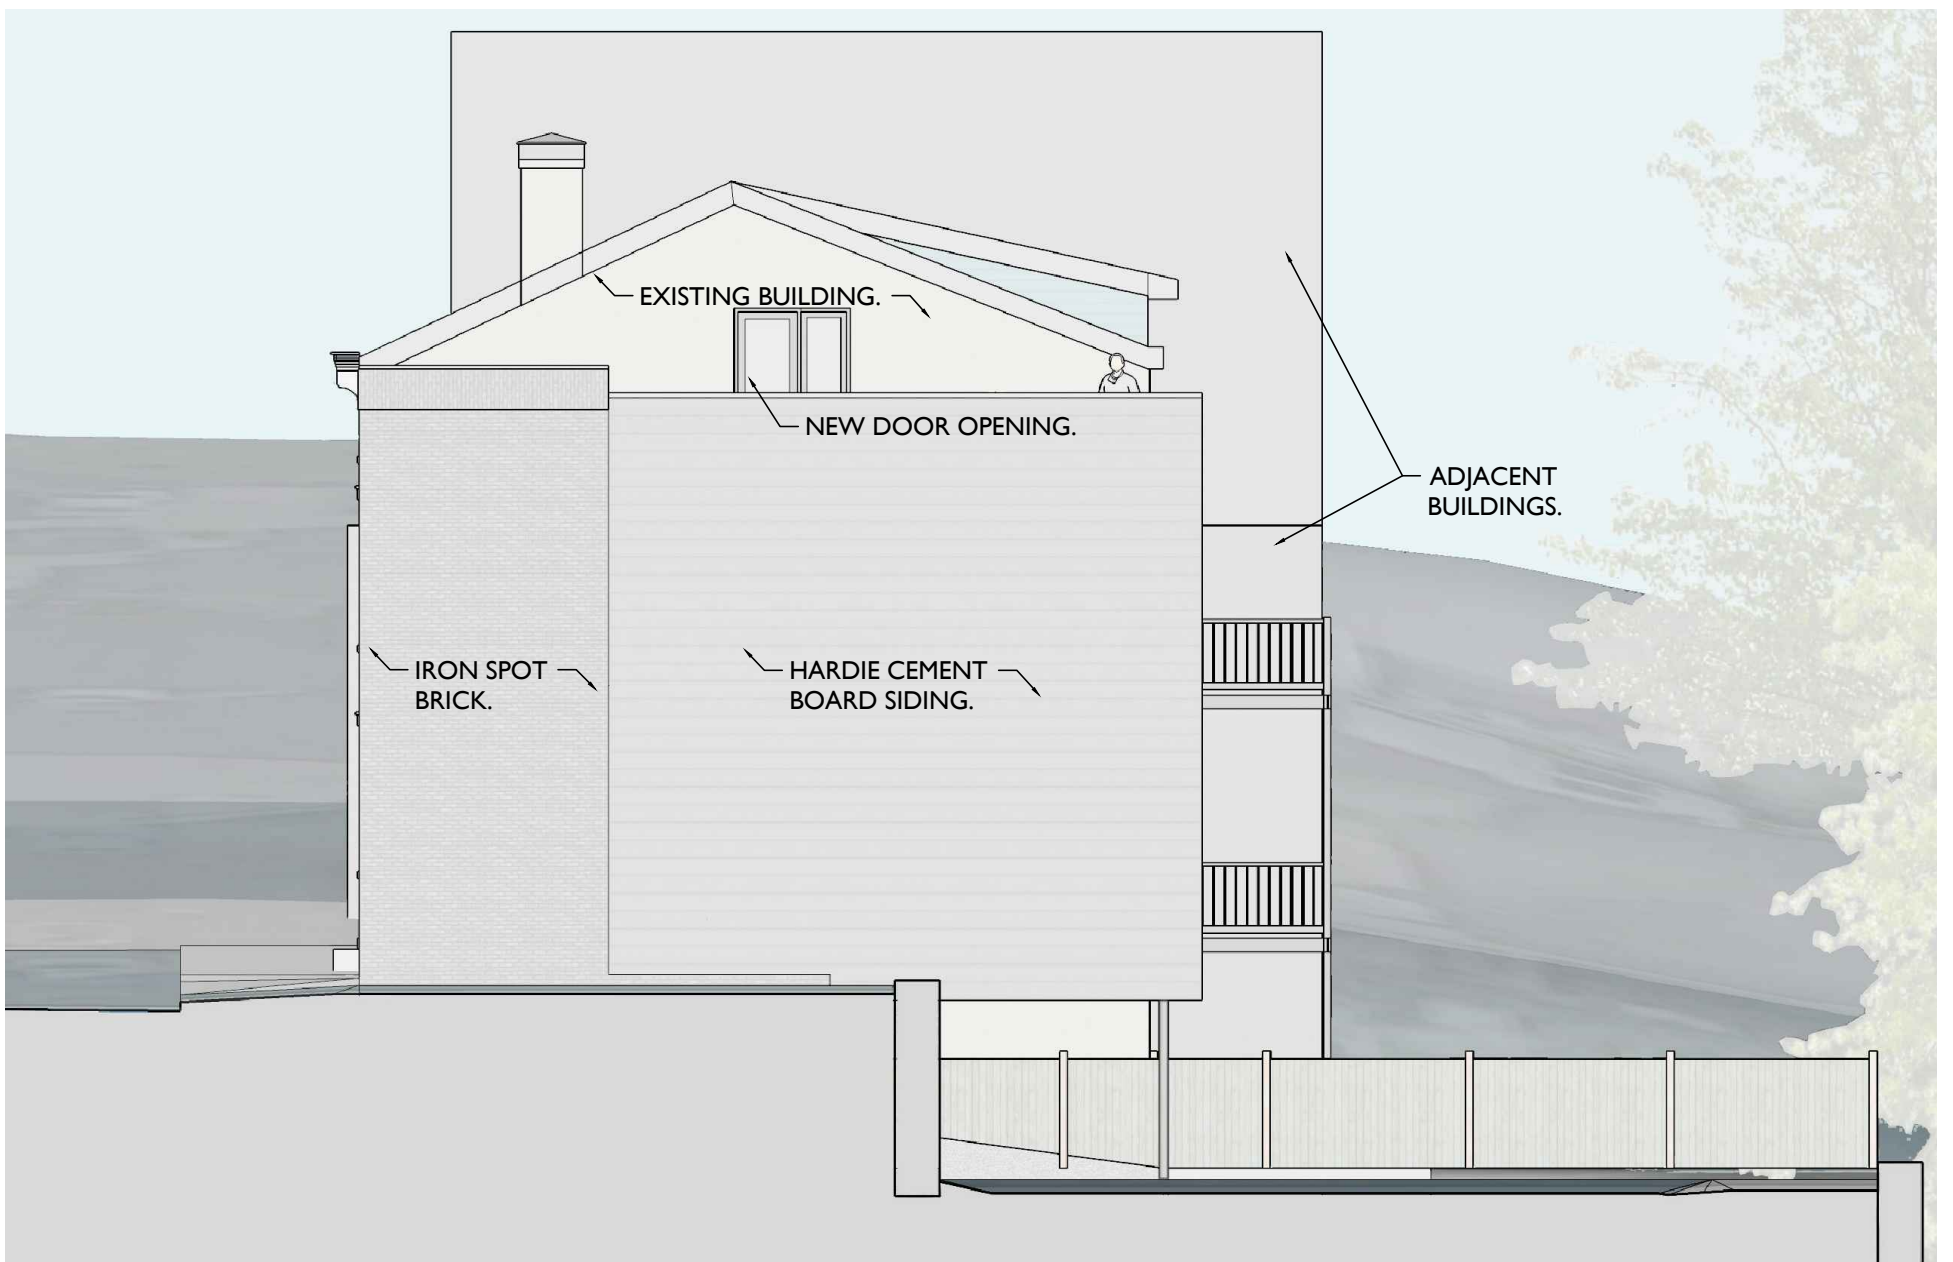 EXISTING BUILDING.
NEW DOOR OPENING.
ADJACENT
BUILDINGS.
IRON SPOT
BRICK.
HARDIE CEMENT
BOARD SIDING.